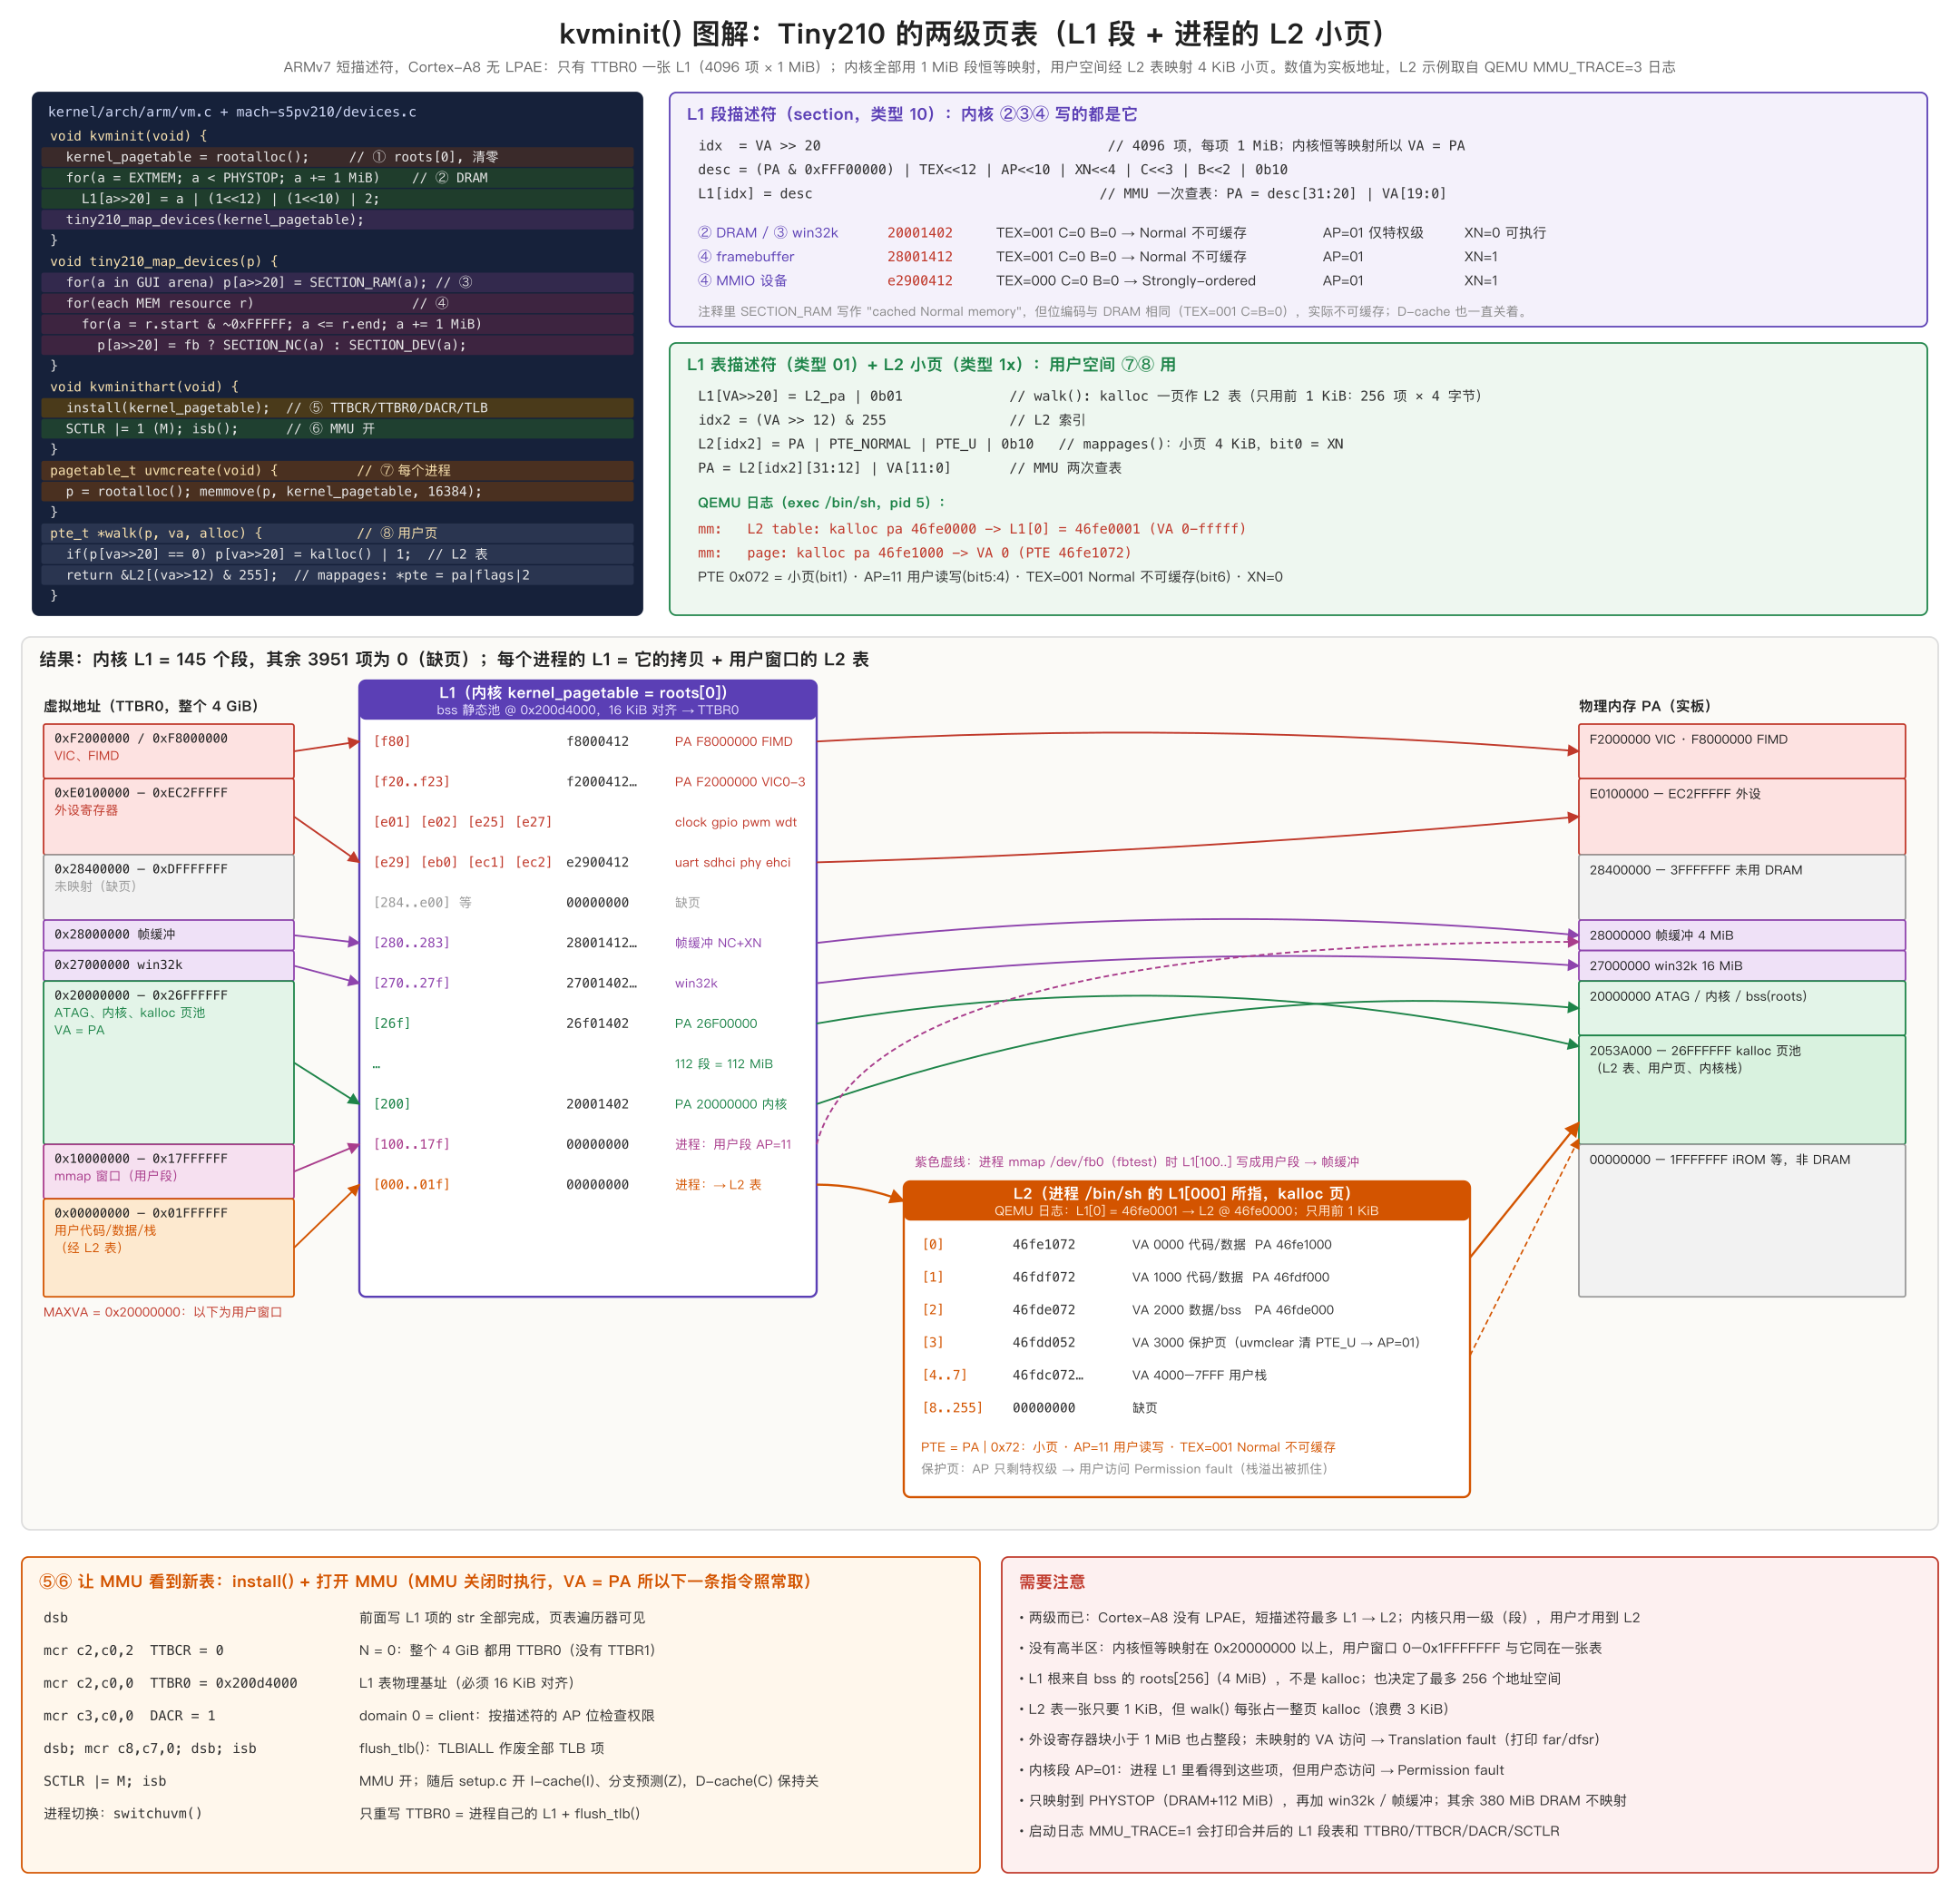 kvminit() 图解：Tiny210 的两级页表（L1 段 + 进程的 L2 小页）
ARMv7 短描述符，Cortex-A8 无 LPAE：只有 TTBR0 一张 L1（4096 项 × 1 MiB）；内核全部用 1 MiB 段恒等映射，用户空间经 L2 表映射 4 KiB 小页。数值为实板地址，L2 示例取自 QEMU MMU_TRACE=3 日志
kernel/arch/arm/vm.c + mach-s5pv210/devices.c
void kvminit(void) {
kernel_pagetable = rootalloc();     // ① roots[0], 清零
for(a = EXTMEM; a < PHYSTOP; a += 1 MiB)    // ② DRAM
L1[a>>20] = a | (1<<12) | (1<<10) | 2;
tiny210_map_devices(kernel_pagetable);
}
void tiny210_map_devices(p) {
for(a in GUI arena) p[a>>20] = SECTION_RAM(a); // ③
for(each MEM resource r)                    // ④
for(a = r.start & ~0xFFFFF; a <= r.end; a += 1 MiB)
p[a>>20] = fb ? SECTION_NC(a) : SECTION_DEV(a);
}
void kvminithart(void) {
install(kernel_pagetable);  // ⑤ TTBCR/TTBR0/DACR/TLB
SCTLR |= 1 (M); isb();      // ⑥ MMU 开
}
pagetable_t uvmcreate(void) {          // ⑦ 每个进程
p = rootalloc(); memmove(p, kernel_pagetable, 16384);
}
pte_t *walk(p, va, alloc) {            // ⑧ 用户页
if(p[va>>20] == 0) p[va>>20] = kalloc() | 1;  // L2 表
return &L2[(va>>12) & 255];  // mappages: *pte = pa|flags|2
}
L1 段描述符（section，类型 10）：内核 ②③④ 写的都是它
idx  = VA >> 20                                    // 4096 项，每项 1 MiB；内核恒等映射所以 VA = PA
desc = (PA & 0xFFF00000) | TEX<<12 | AP<<10 | XN<<4 | C<<3 | B<<2 | 0b10
L1[idx] = desc                                    // MMU 一次查表：PA = desc[31:20] | VA[19:0]
② DRAM / ③ win32k 20001402 TEX=001 C=0 B=0 → Normal 不可缓存 AP=01 仅特权级 XN=0 可执行
④ framebuffer 28001412 TEX=001 C=0 B=0 → Normal 不可缓存 AP=01 XN=1
④ MMIO 设备 e2900412 TEX=000 C=0 B=0 → Strongly-ordered AP=01 XN=1
注释里 SECTION_RAM 写作 "cached Normal memory"，但位编码与 DRAM 相同（TEX=001 C=B=0），实际不可缓存；D-cache 也一直关着。
L1 表描述符（类型 01）+ L2 小页（类型 1x）：用户空间 ⑦⑧ 用
L1[VA>>20] = L2_pa | 0b01              // walk(): kalloc 一页作 L2 表（只用前 1 KiB：256 项 × 4 字节）
idx2 = (VA >> 12) & 255                // L2 索引
L2[idx2] = PA | PTE_NORMAL | PTE_U | 0b10   // mappages()：小页 4 KiB，bit0 = XN
PA = L2[idx2][31:12] | VA[11:0]        // MMU 两次查表
QEMU 日志（exec /bin/sh，pid 5）：
mm:   L2 table: kalloc pa 46fe0000 -> L1[0] = 46fe0001 (VA 0-fffff)
mm:   page: kalloc pa 46fe1000 -> VA 0 (PTE 46fe1072)
PTE 0x072 = 小页(bit1) · AP=11 用户读写(bit5:4) · TEX=001 Normal 不可缓存(bit6) · XN=0
结果：内核 L1 = 145 个段，其余 3951 项为 0（缺页）；每个进程的 L1 = 它的拷贝 + 用户窗口的 L2 表
虚拟地址（TTBR0，整个 4 GiB）
0xF2000000 / 0xF8000000
VIC、FIMD
0xE0100000 – 0xEC2FFFFF
外设寄存器
0x28400000 – 0xDFFFFFFF
未映射（缺页）
0x28000000 帧缓冲
0x27000000 win32k
0x20000000 – 0x26FFFFFF
ATAG、内核、kalloc 页池
VA = PA
0x10000000 – 0x17FFFFFF
mmap 窗口（用户段）
0x00000000 – 0x01FFFFFF
用户代码/数据/栈
（经 L2 表）
MAXVA = 0x20000000：以下为用户窗口
L1（内核 kernel_pagetable = roots[0]）
bss 静态池 @ 0x200d4000，16 KiB 对齐 → TTBR0
[f80] f8000412 PA F8000000 FIMD
[f20..f23] f2000412… PA F2000000 VIC0-3
[e01] [e02] [e25] [e27] clock gpio pwm wdt
[e29] [eb0] [ec1] [ec2] e2900412 uart sdhci phy ehci
[284..e00] 等 00000000 缺页
[280..283] 28001412… 帧缓冲 NC+XN
[270..27f] 27001402… win32k
[26f] 26f01402 PA 26F00000
… 112 段 = 112 MiB
[200] 20001402 PA 20000000 内核
[100..17f] 00000000 进程：用户段 AP=11
[000..01f] 00000000 进程：→ L2 表
紫色虚线：进程 mmap /dev/fb0（fbtest）时 L1[100..] 写成用户段 → 帧缓冲
L2（进程 /bin/sh 的 L1[000] 所指，kalloc 页）
QEMU 日志：L1[0] = 46fe0001 → L2 @ 46fe0000；只用前 1 KiB
[0] 46fe1072 VA 0000 代码/数据  PA 46fe1000
[1] 46fdf072 VA 1000 代码/数据  PA 46fdf000
[2] 46fde072 VA 2000 数据/bss   PA 46fde000
[3] 46fdd052 VA 3000 保护页（uvmclear 清 PTE_U → AP=01）
[4..7] 46fdc072… VA 4000–7FFF 用户栈
[8..255] 00000000 缺页
PTE = PA | 0x72：小页 · AP=11 用户读写 · TEX=001 Normal 不可缓存
保护页：AP 只剩特权级 → 用户访问 Permission fault（栈溢出被抓住）
物理内存 PA（实板）
F2000000 VIC · F8000000 FIMD
E0100000 – EC2FFFFF 外设
28400000 – 3FFFFFFF 未用 DRAM
28000000 帧缓冲 4 MiB
27000000 win32k 16 MiB
20000000 ATAG / 内核 / bss(roots)
2053A000 – 26FFFFFF kalloc 页池
（L2 表、用户页、内核栈）
00000000 – 1FFFFFFF iROM 等，非 DRAM
⑤⑥ 让 MMU 看到新表：install() + 打开 MMU（MMU 关闭时执行，VA = PA 所以下一条指令照常取）
dsb 前面写 L1 项的 str 全部完成，页表遍历器可见
mcr c2,c0,2  TTBCR = 0 N = 0：整个 4 GiB 都用 TTBR0（没有 TTBR1）
mcr c2,c0,0  TTBR0 = 0x200d4000 L1 表物理基址（必须 16 KiB 对齐）
mcr c3,c0,0  DACR = 1 domain 0 = client：按描述符的 AP 位检查权限
dsb; mcr c8,c7,0; dsb; isb flush_tlb()：TLBIALL 作废全部 TLB 项
SCTLR |= M; isb MMU 开；随后 setup.c 开 I-cache(I)、分支预测(Z)，D-cache(C) 保持关
进程切换：switchuvm() 只重写 TTBR0 = 进程自己的 L1 + flush_tlb()
需要注意
• 两级而已：Cortex-A8 没有 LPAE，短描述符最多 L1 → L2；内核只用一级（段），用户才用到 L2
• 没有高半区：内核恒等映射在 0x20000000 以上，用户窗口 0–0x1FFFFFFF 与它同在一张表
• L1 根来自 bss 的 roots[256]（4 MiB），不是 kalloc；也决定了最多 256 个地址空间
• L2 表一张只要 1 KiB，但 walk() 每张占一整页 kalloc（浪费 3 KiB）
• 外设寄存器块小于 1 MiB 也占整段；未映射的 VA 访问 → Translation fault（打印 far/dfsr）
• 内核段 AP=01：进程 L1 里看得到这些项，但用户态访问 → Permission fault
• 只映射到 PHYSTOP（DRAM+112 MiB），再加 win32k / 帧缓冲；其余 380 MiB DRAM 不映射
• 启动日志 MMU_TRACE=1 会打印合并后的 L1 段表和 TTBR0/TTBCR/DACR/SCTLR